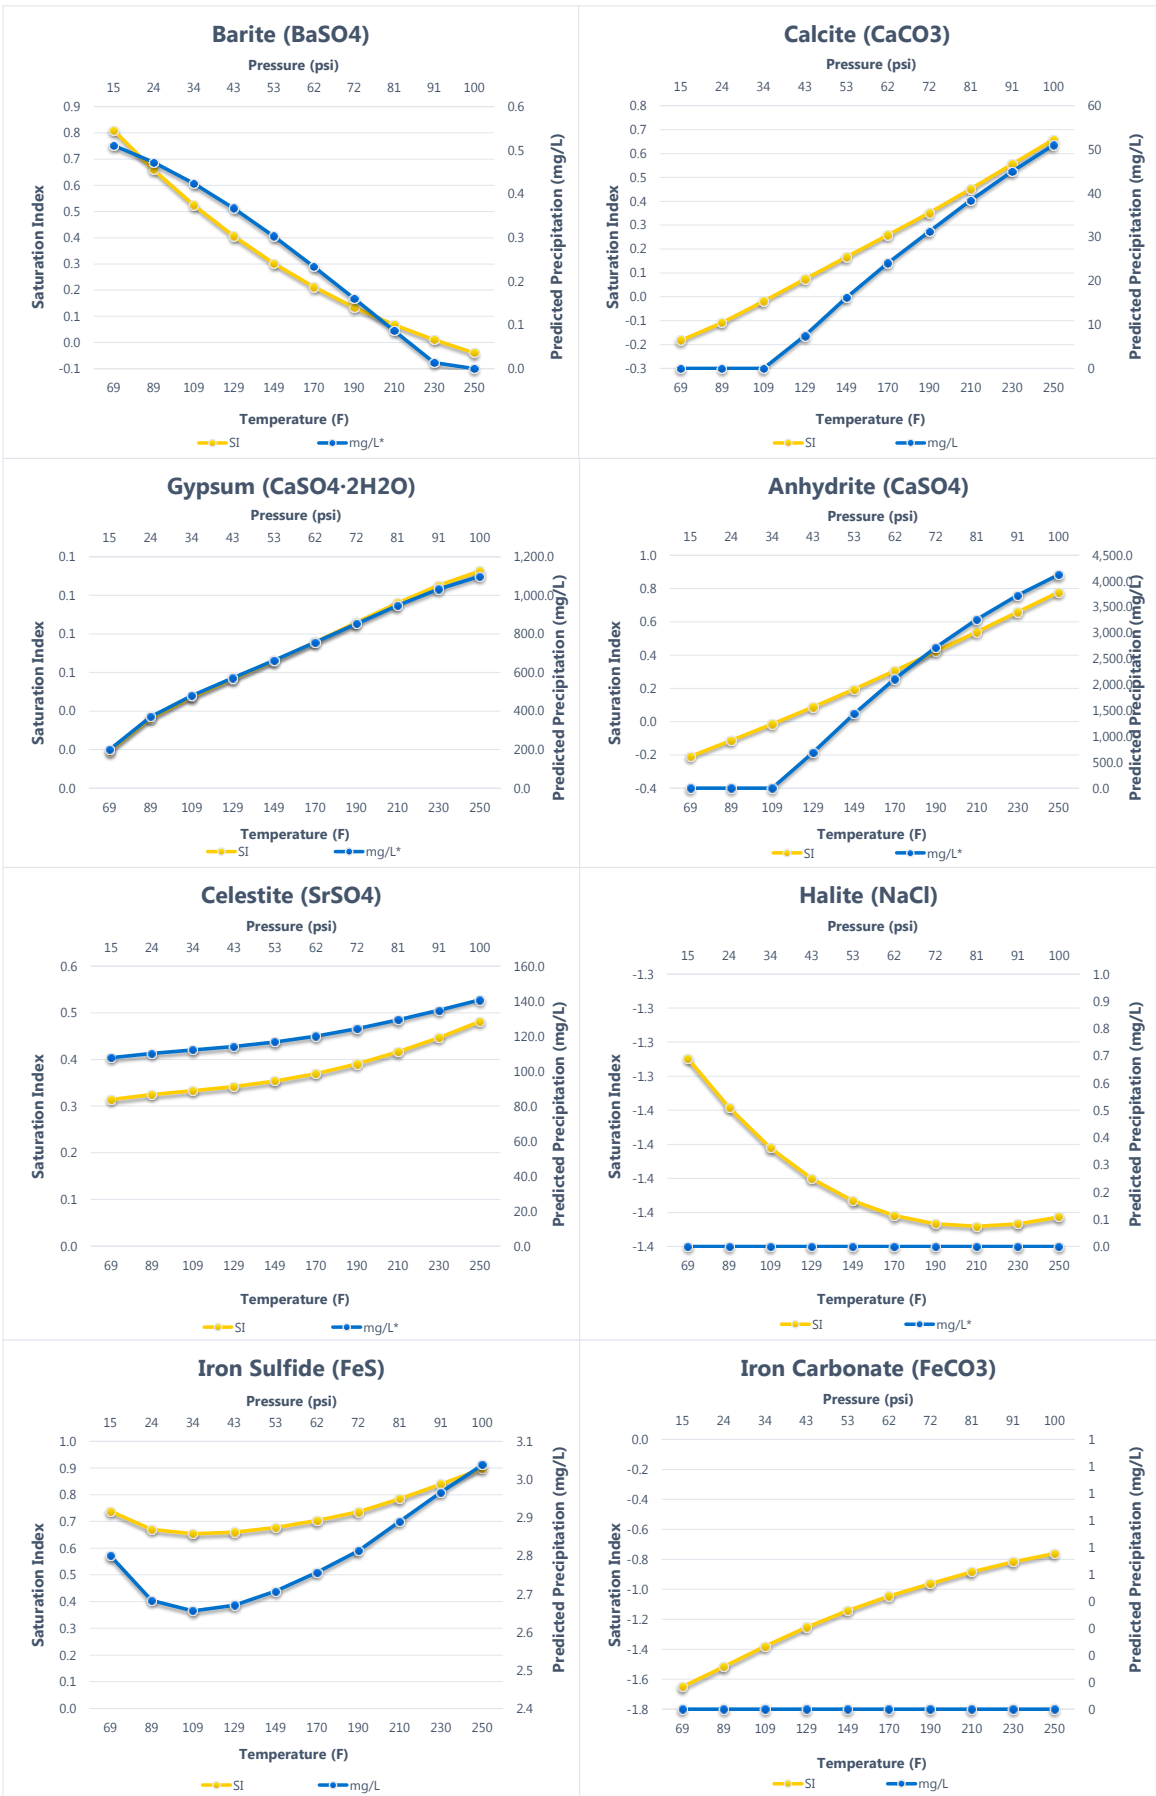 Barite (BaSO4)
Pressure (psi)
15 24 34 43 53 62 72 81 91 100
0.9 0.8 0.7 0.6 0.5 0.4 0.3 0.2 0.1 0.0 -0.1
Saturation Index
0.6 0.5 0.4 0.3 0.2 0.1 0.0
Predicted Precipitation (mg/L)
69 89 109 129 149 170 190 210 230 250
Temperature (F)
SI mg/L*
Calcite (CaCO3)
Pressure (psi)
15 24 34 43 53 62 72 81 91 100
0.8 0.7 0.6 0.5 0.4 0.3 0.2 0.1 0.0 -0.1 -0.2 -0.3
Saturation Index
60 50 40 30 20 10 0
Predicted Precipitation (mg/L)
69 89 109 129 149 170 190 210 230 250
Temperature (F)
SI mg/L
Gypsum (CaSO4·2H2O)
Pressure (psi)
15 24 34 43 53 62 72 81 91 100
0.1 0.1 0.1 0.1 0.0 0.0 0.0
Saturation Index
1,200.0 1,000.0 800.0 600.0 400.0 200.0 0.0
Predicted Precipitation (mg/L)
69 89 109 129 149 170 190 210 230 250
Temperature (F)
SI mg/L*
Anhydrite (CaSO4)
Pressure (psi)
15 24 34 43 53 62 72 81 91 100
1.0 0.8 0.6 0.4 0.2 0.0 -0.2 -0.4
Saturation Index
4,500.0 4,000.0 3,500.0 3,000.0 2,500.0 2,000.0 1,500.0 1,000.0 500.0 0.0
Predicted Precipitation (mg/L)
69 89 109 129 149 170 190 210 230 250
Temperature (F)
SI mg/L*
Celestite (SrSO4)
Pressure (psi)
15 24 34 43 53 62 72 81 91 100
0.6 0.5 0.4 0.3 0.2 0.1 0.0
Saturation Index
160.0 140.0 120.0 100.0 80.0 60.0 40.0 20.0 0.0
Predicted Precipitation (mg/L)
69 89 109 129 149 170 190 210 230 250
Temperature (F)
SI mg/L*
Halite (NaCl)
Pressure (psi)
15 24 34 43 53 62 72 81 91 100
-1.3 -1.3 -1.3 -1.3 -1.4 -1.4 -1.4 -1.4 -1.4
Saturation Index
1.0 0.9 0.8 0.7 0.6 0.5 0.4 0.3 0.2 0.1 0.0
Predicted Precipitation (mg/L)
69 89 109 129 149 170 190 210 230 250
Temperature (F)
SI mg/L*
Iron Sulfide (FeS)
Pressure (psi)
15 24 34 43 53 62 72 81 91 100
1.0 0.9 0.8 0.7 0.6 0.5 0.4 0.3 0.2 0.1 0.0
Saturation Index
3.1 3.0 2.9 2.8 2.7 2.6 2.5 2.4
Predicted Precipitation (mg/L)
69 89 109 129 149 170 190 210 230 250
Temperature (F)
SI mg/L
Iron Carbonate (FeCO3)
Pressure (psi)
15 24 34 43 53 62 72 81 91 100
0.0 -0.2 -0.4 -0.6 -0.8 -1.0 -1.2 -1.4 -1.6 -1.8
Saturation Index
1 1 1 1 1 1 0 0 0 0 0
Predicted Precipitation (mg/L)
69 89 109 129 149 170 190 210 230 250
Temperature (F)
SI mg/L